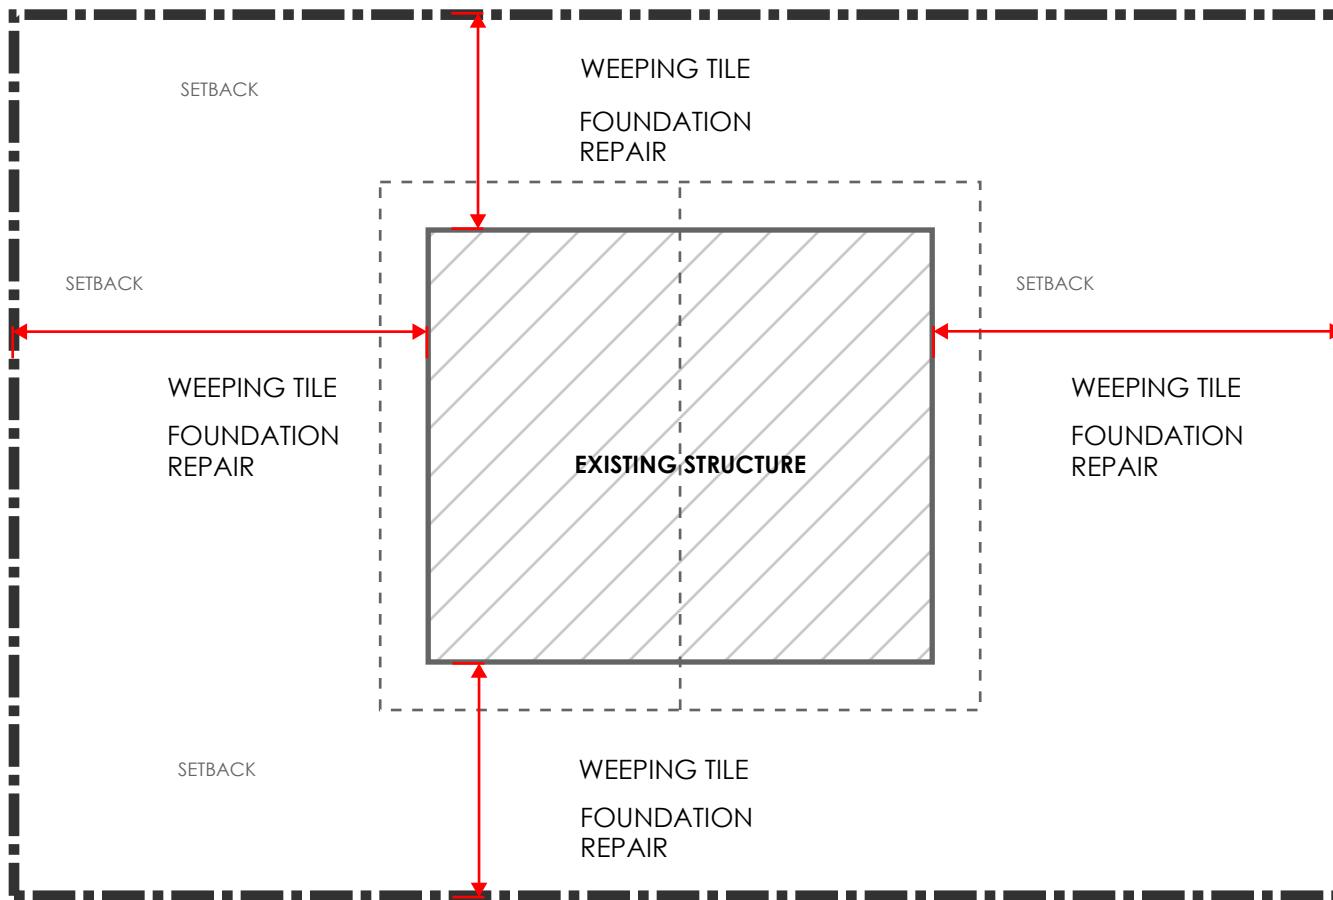 SETBACK
WEEPING TILE
FOUNDATION
REPAIR
SETBACK
WEEPING TILE
FOUNDATION
REPAIR
EXISTING STRUCTURE
SETBACK
WEEPING TILE
FOUNDATION
REPAIR
SETBACK
WEEPING TILE
FOUNDATION
REPAIR